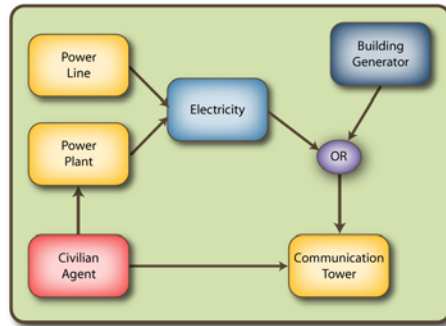 Power
Line
Building
Generator
Electricity
Power
Plant
OR
Civilian
Agent
Communication
Tower